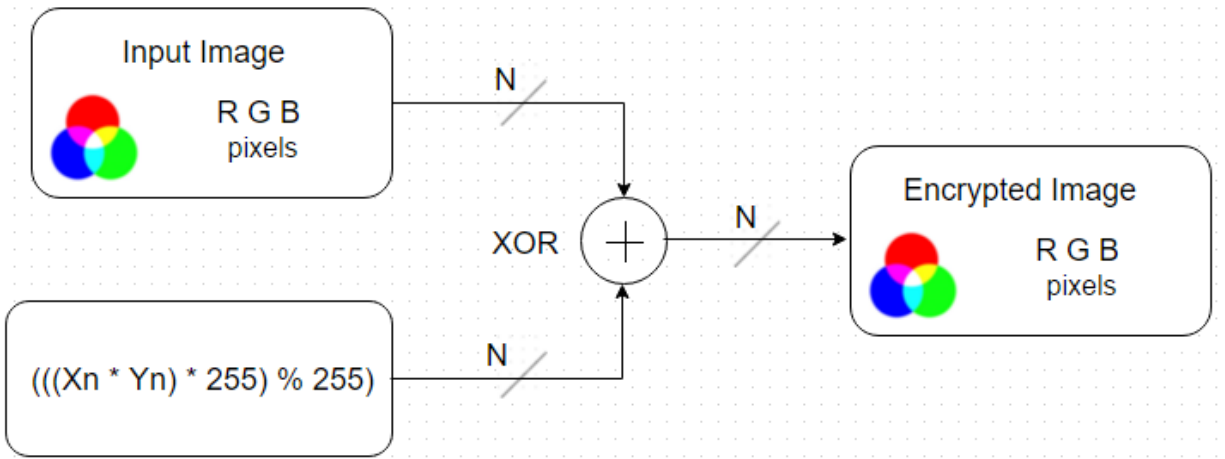 Input Image
R G B
pixels
N
XOR
N
Encrypted Image
R G B
pixels
(((Xn * Yn) * 255) % 255)
N